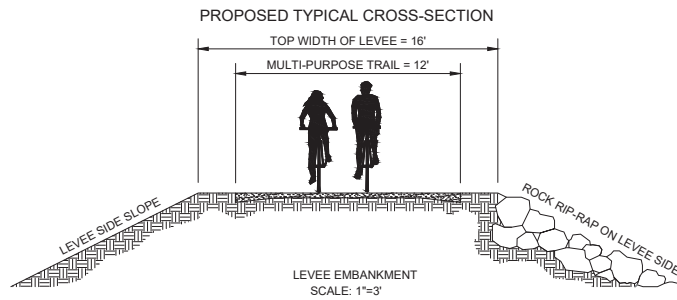 PROPOSED TYPICAL CROSS-SECTION
TOP WIDTH OF LEVEE = 16'
MULTI-PURPOSE TRAIL = 12'
LEVEE SIDE SLOPE
ROCK RIP-RAP ON LEVEE SIDE
LEVEE EMBANKMENT
SCALE: 1"=3'